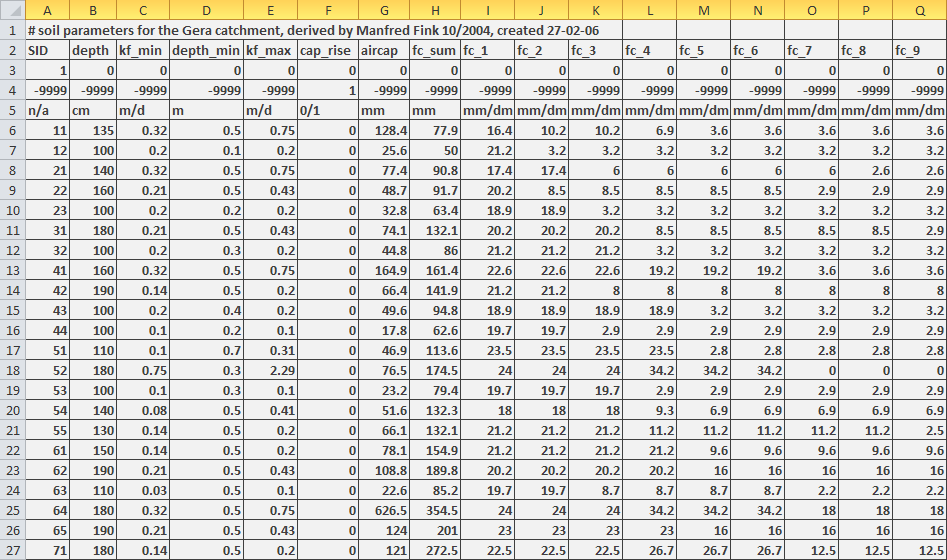 A B C D E F G H I J K L M N O P Q
1 # soil parameters for the Gera catchment, derived by Manfred Fink 10/2004, created 27-02-06
2 SID depth kf_min depth_min kf_max cap_rise aircap fc_sum fc_1 fc_2 fc_3 fc_4 fc_5 fc_6 fc_7 fc_8 fc_9
3 1 0 0 0 0 0 0 0 0 0 0 0 0 0 0 0 0
4 -9999 -9999 -9999 -9999 -9999 1 -9999 -9999 -9999 -9999 -9999 -9999 -9999 -9999 -9999 -9999 -9999
5 n/a cm m/d m m/d 0/1 mm mm mm/dm mm/dm mm/dm mm/dm mm/dm mm/dm mm/dm mm/dm mm/dm
6 11 135 0.32 0.5 0.75 0 128.4 77.9 16.4 10.2 10.2 6.9 3.6 3.6 3.6 3.6 3.6
7 12 100 0.2 0.1 0.2 0 25.6 50 21.2 3.2 3.2 3.2 3.2 3.2 3.2 3.2 3.2
8 21 140 0.32 0.5 0.75 0 77.4 90.8 17.4 17.4 6 6 6 6 6 2.6 2.6
9 22 160 0.21 0.5 0.43 0 48.7 91.7 20.2 8.5 8.5 8.5 8.5 8.5 2.9 2.9 2.9
10 23 100 0.2 0.2 0.2 0 32.8 63.4 18.9 18.9 3.2 3.2 3.2 3.2 3.2 3.2 3.2
11 31 180 0.21 0.5 0.43 0 74.1 132.1 20.2 20.2 20.2 8.5 8.5 8.5 8.5 8.5 2.9
12 32 100 0.2 0.3 0.2 0 44.8 86 21.2 21.2 21.2 3.2 3.2 3.2 3.2 3.2 3.2
13 41 160 0.32 0.5 0.75 0 164.9 161.4 22.6 22.6 22.6 19.2 19.2 19.2 3.6 3.6 3.6
14 42 190 0.14 0.5 0.2 0 66.4 141.9 21.2 21.2 8 8 8 8 8 8 8
15 43 100 0.2 0.4 0.2 0 49.6 94.8 18.9 18.9 18.9 18.9 3.2 3.2 3.2 3.2 3.2
16 44 100 0.1 0.2 0.1 0 17.8 62.6 19.7 19.7 2.9 2.9 2.9 2.9 2.9 2.9 2.9
17 51 110 0.1 0.7 0.31 0 46.9 113.6 23.5 23.5 23.5 23.5 2.8 2.8 2.8 2.8 2.8
18 52 180 0.75 0.3 2.29 0 76.5 174.5 24 24 24 34.2 34.2 34.2 0 0 0
19 53 100 0.1 0.3 0.1 0 23.2 79.4 19.7 19.7 19.7 2.9 2.9 2.9 2.9 2.9 2.9
20 54 140 0.08 0.5 0.41 0 51.6 132.3 18 18 18 9.3 6.9 6.9 6.9 6.9 6.9
21 55 130 0.14 0.5 0.2 0 66.1 132.1 21.2 21.2 21.2 11.2 11.2 11.2 11.2 11.2 2.5
22 61 150 0.14 0.5 0.2 0 78.1 154.9 21.2 21.2 21.2 21.2 9.6 9.6 9.6 9.6 9.6
23 62 190 0.21 0.5 0.43 0 108.8 189.8 20.2 20.2 20.2 20.2 16 16 16 16 16
24 63 110 0.03 0.5 0.1 0 22.6 85.2 19.7 19.7 8.7 8.7 8.7 8.7 2.2 2.2 2.2
25 64 180 0.32 0.5 0.75 0 626.5 354.5 24 24 24 34.2 34.2 34.2 18 18 18
26 65 190 0.21 0.5 0.43 0 124 201 23 23 23 23 16 16 16 16 16
27 71 180 0.14 0.5 0.2 0 121 272.5 22.5 22.5 22.5 26.7 26.7 26.7 12.5 12.5 12.5